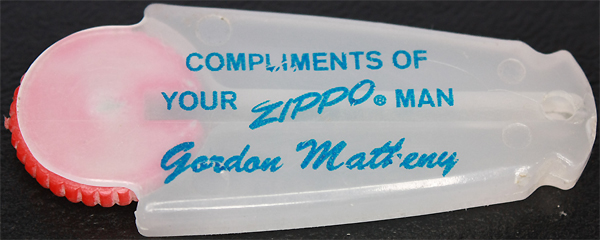 COMPLIMENTS OF
YOUR ZIPPO® MAN
Gordon Matheny